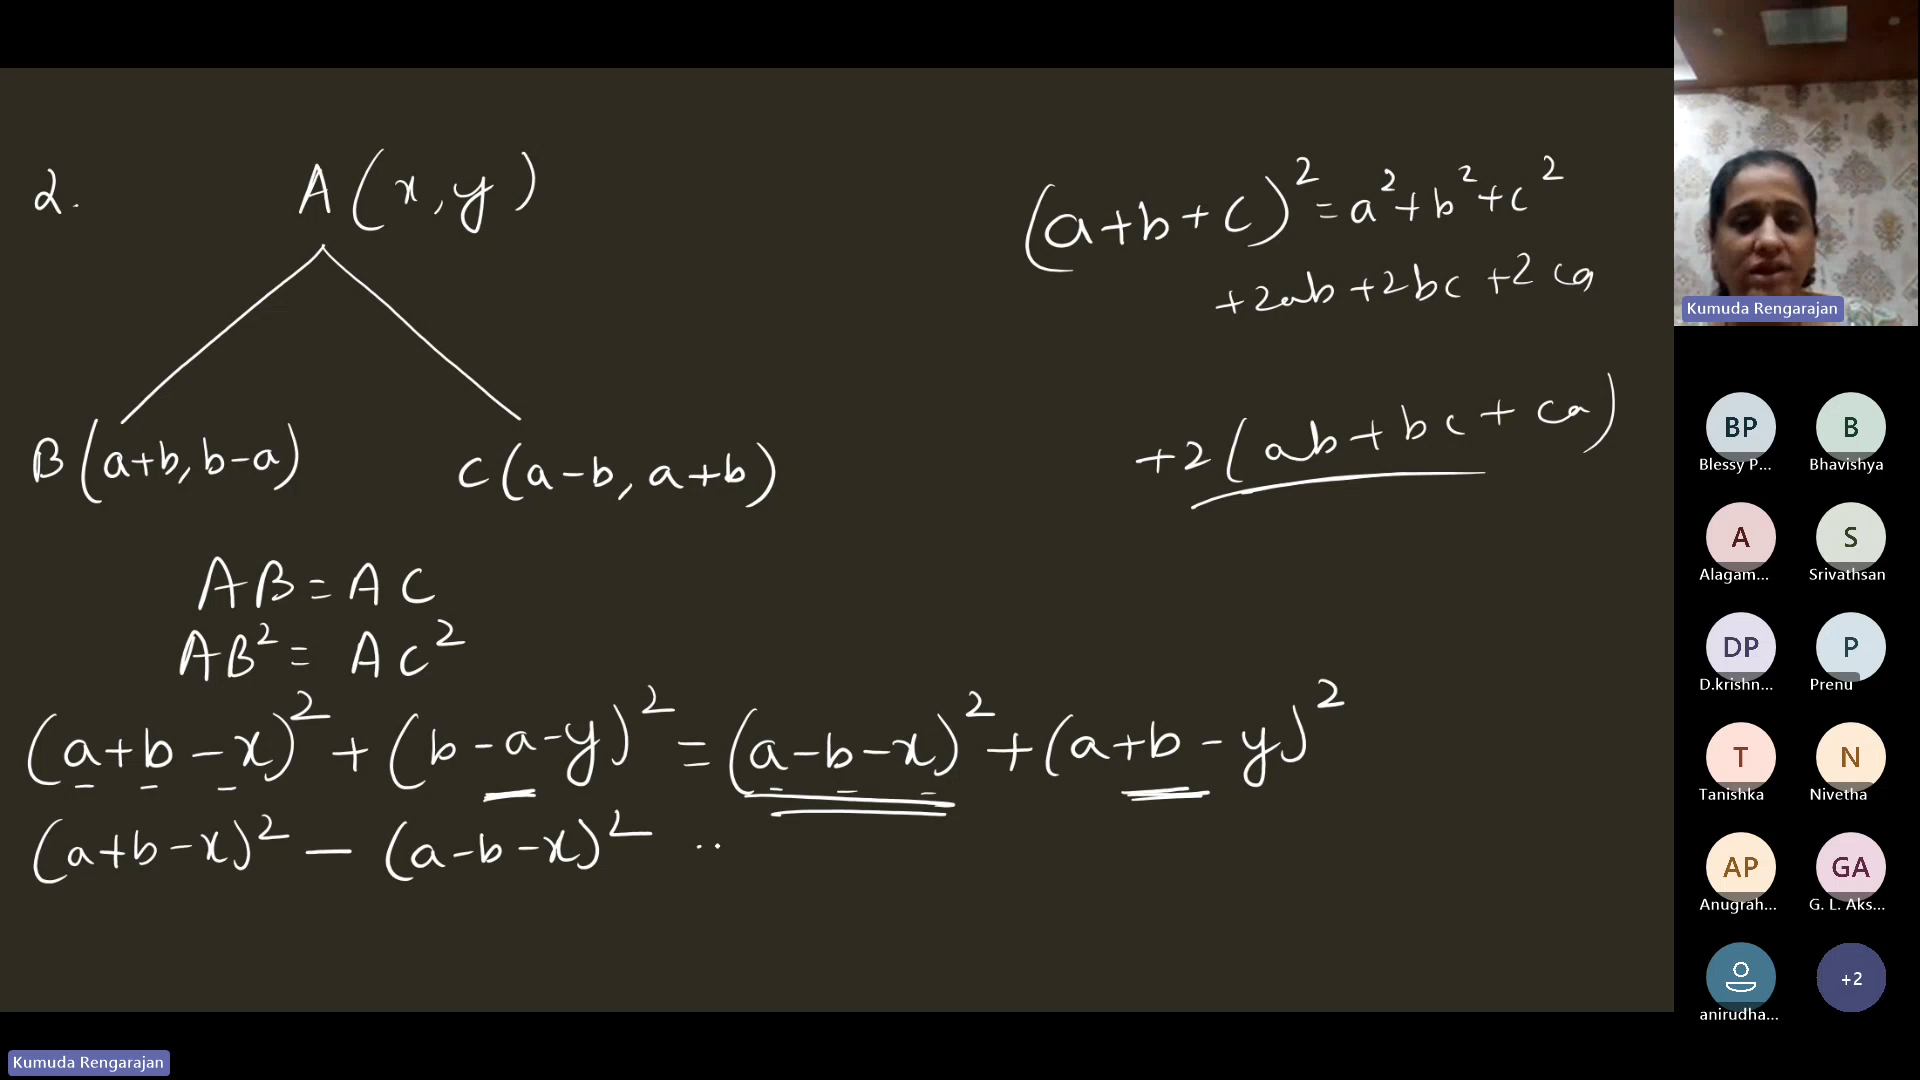 2.
A(x, y)
B(a+b, b-a)
C(a-b, a+b)
AB = AC
AB² = AC²
(a+b-x)² + (b-a-y)² = (a-b-x)² + (a+b-y)²
(a+b-x)² - (a-b-x)² ..
(a+b+c)² = a² + b² + c²
+2ab + 2bc + 2ca
+2(ab + bc + ca)
Kumuda Rengarajan
BP
B
Blessy P...
Bhavishya
A
S
Alagam...
Srivathsan
DP
P
D.krishn...
Prenu
T
N
Tanishka
Nivetha
AP
GA
Anugrah...
G. L. Aks...
+2
anirudha...
Kumuda Rengarajan